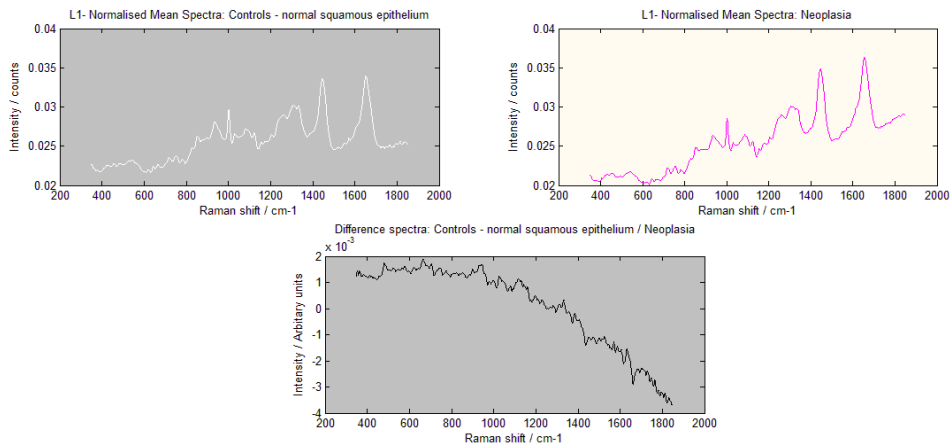 L1- Normalised Mean Spectra: Controls - normal squamous epithelium
0.04
0.035
0.03
0.025
0.02
200 400 600 800 1000 1200 1400 1600 1800 2000
Intensity / counts
Raman shift / cm-1
L1- Normalised Mean Spectra: Neoplasia
0.04
0.035
0.03
0.025
0.02
200 400 600 800 1000 1200 1400 1600 1800 2000
Intensity / counts
Raman shift / cm-1
Difference spectra: Controls - normal squamous epithelium / Neoplasia
x 10-3
2
1
0
-1
-2
-3
-4
200 400 600 800 1000 1200 1400 1600 1800 2000
Intensity / Arbitary units
Raman shift / cm-1